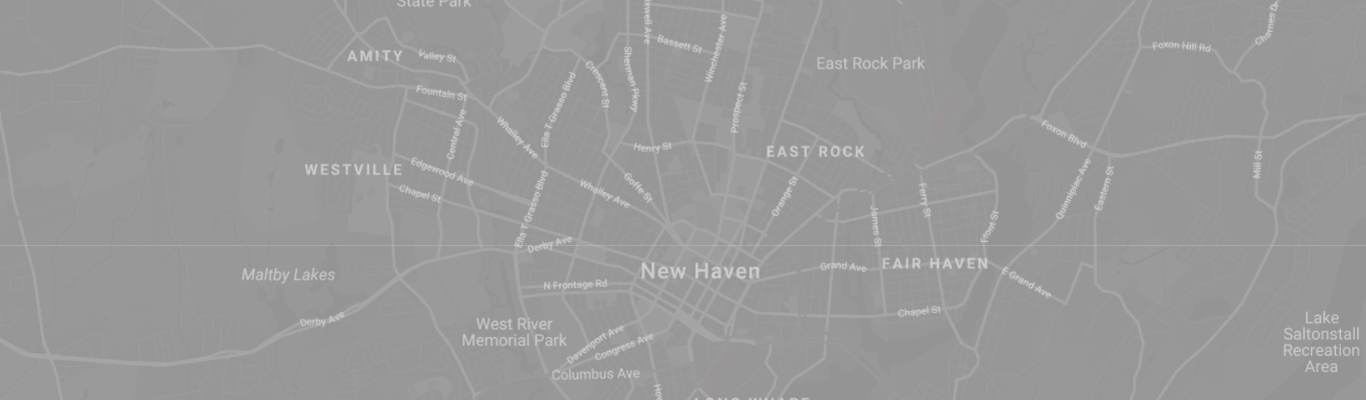 State Park
AMITY
Valley St
Bassett St
Winchester Ave
Foxon Hill Rd
East Rock Park
Sherman Pkwy
Crescent St
Ella T Grasso Blvd
Prospect St
Fountain St
Central Ave
Whalley Ave
Henry St
EAST ROCK
Foxon Blvd
Mill St
WESTVILLE
Edgewood Ave
Chapel St
Goffe St
Whalley Ave
Orange St
Ferry St
Quinnipiac Ave
Eastern St
Ella T Grasso Blvd
James St
Front St
Derby Ave
Maltby Lakes
New Haven
Grand Ave
FAIR HAVEN
E Grand Ave
N Frontage Rd
Derby Ave
West River
Memorial Park
Chapel St
Lake
Saltonstall
Recreation
Area
Davenport Ave
Congress Ave
Columbus Ave